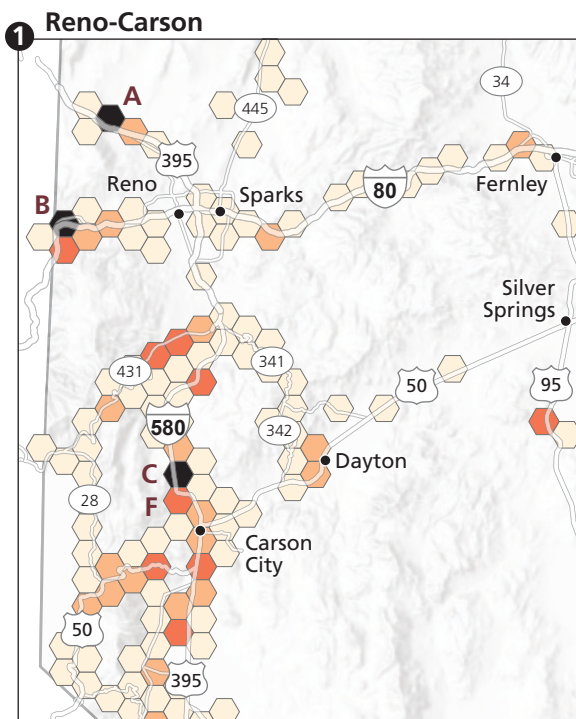 1 Reno-Carson
A
445
34
395
Reno
Sparks
80
Fernley
B
Silver
Springs
431
341
50
95
580
342
Dayton
C
28
F
Carson
City
50
395